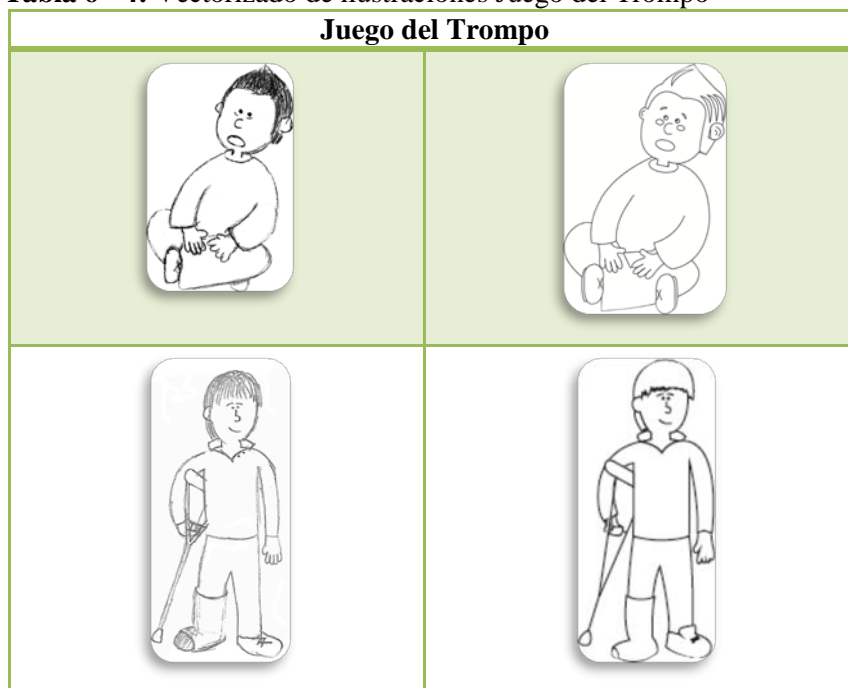 Tabla 6 - 4: Vectorizado de ilustraciones Juego del Trompo
Juego del Trompo